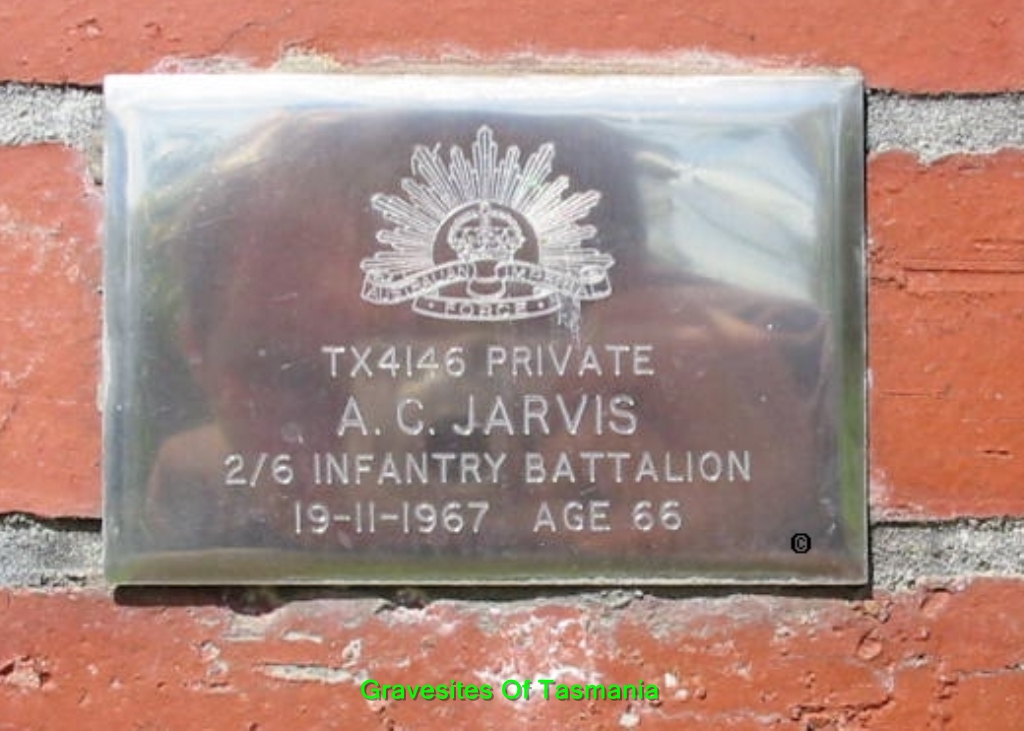 AUSTRALIAN IMPERIAL
FORCE
TX4146 PRIVATE
A. C. JARVIS
2/6 INFANTRY BATTALION
19-11-1967 AGE 66
©
Gravesites Of Tasmania